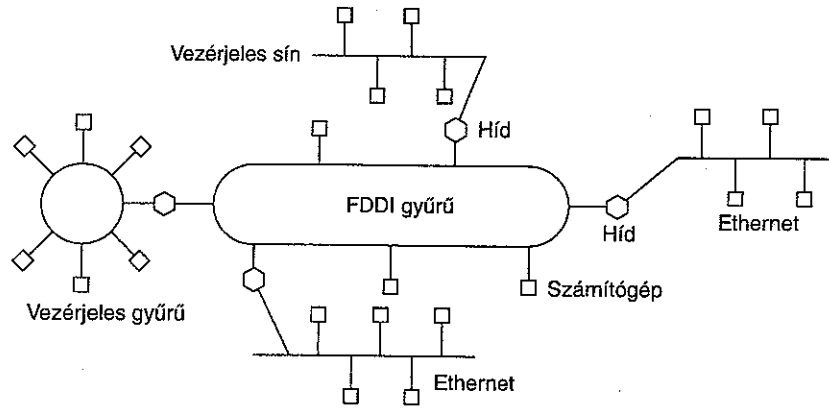 Vezérjeles sín
Híd
FDDI gyűrű
Híd
Ethernet
Számítógép
Vezérjeles gyűrű
Ethernet